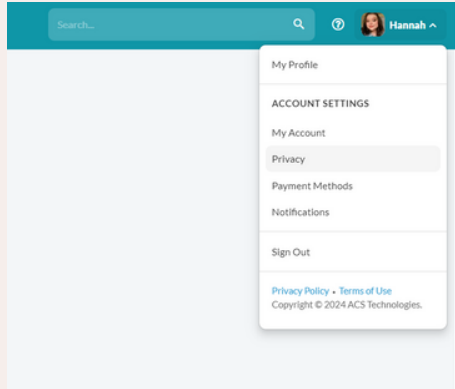 Search...
Hannah
My Profile
ACCOUNT SETTINGS
My Account
Privacy
Payment Methods
Notifications
Sign Out
Privacy Policy • Terms of Use
Copyright © 2024 ACS Technologies.